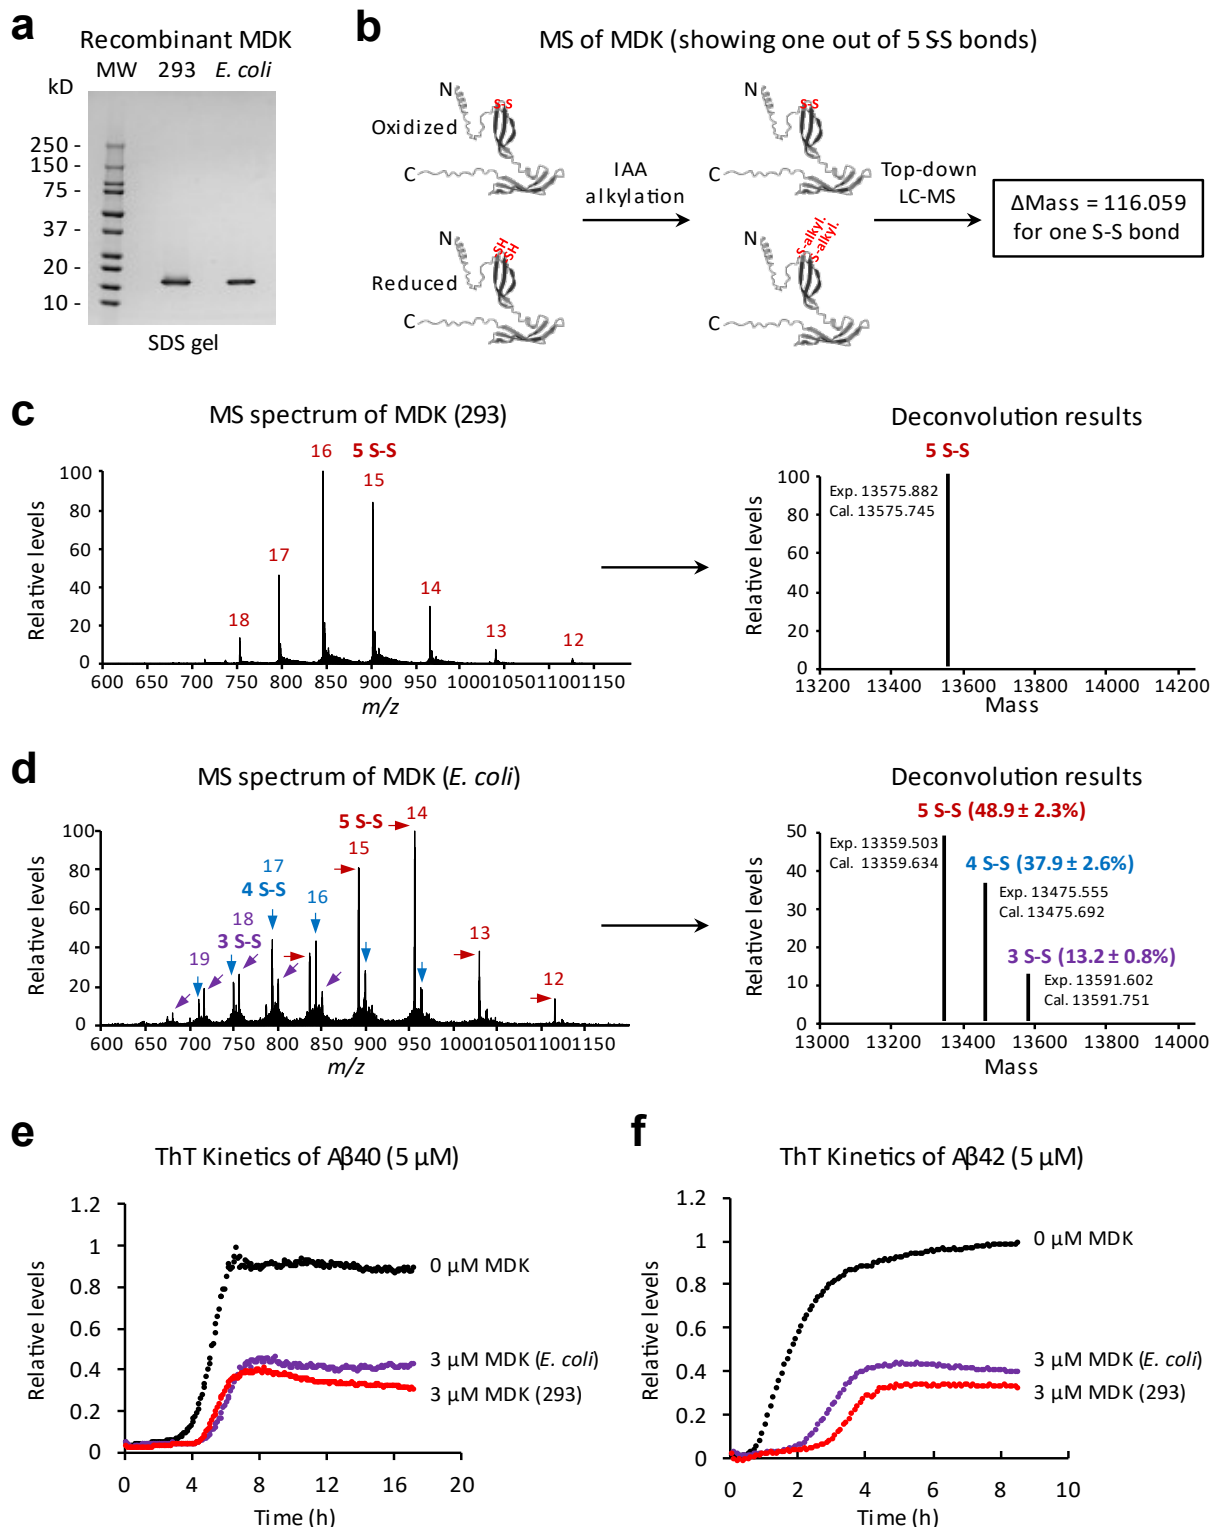 a
Recombinant MDK
MW 293 E. coli
kD
250 -
150 -
75 -
37 -
20 -
10 -
SDS gel
b
MS of MDK (showing one out of 5 S-S bonds)
N
S-S
Oxidized
C
N
SH
SH
Reduced
C
IAA
alkylation
N
S-S
C
N
S-alkyl.
S-alkyl.
C
Top-down
LC-MS
ΔMass = 116.059
for one S-S bond
c
MS spectrum of MDK (293)
Relative levels
100
80
60
40
20
0
18
17
16
5 S-S
15
14
13
12
600 650 700 750 800 850 900 950 1000 1050 1100 1150
m/z
Deconvolution results
5 S-S
Exp. 13575.882
Cal. 13575.745
Relative levels
100
80
60
40
20
0
13200 13400 13600 13800 14000 14200
Mass
d
MS spectrum of MDK (E. coli)
Relative levels
100
80
60
40
20
0
5 S-S
14
15
17
4 S-S
16
18
3 S-S
19
13
12
600 650 700 750 800 850 900 950 1000 1050 1100 1150
m/z
Deconvolution results
5 S-S (48.9 ± 2.3%)
Exp. 13359.503
Cal. 13359.634
4 S-S (37.9 ± 2.6%)
Exp. 13475.555
Cal. 13475.692
3 S-S (13.2 ± 0.8%)
Exp. 13591.602
Cal. 13591.751
Relative levels
50
40
30
20
10
0
13000 13200 13400 13600 13800 14000
Mass
e
ThT Kinetics of Aβ40 (5 μM)
Relative levels
1.2
1
0.8
0.6
0.4
0.2
0
0 μM MDK
3 μM MDK (E. coli)
3 μM MDK (293)
0 4 8 12 16 20
Time (h)
f
ThT Kinetics of Aβ42 (5 μM)
Relative levels
1.2
1
0.8
0.6
0.4
0.2
0
0 μM MDK
3 μM MDK (E. coli)
3 μM MDK (293)
0 2 4 6 8 10
Time (h)